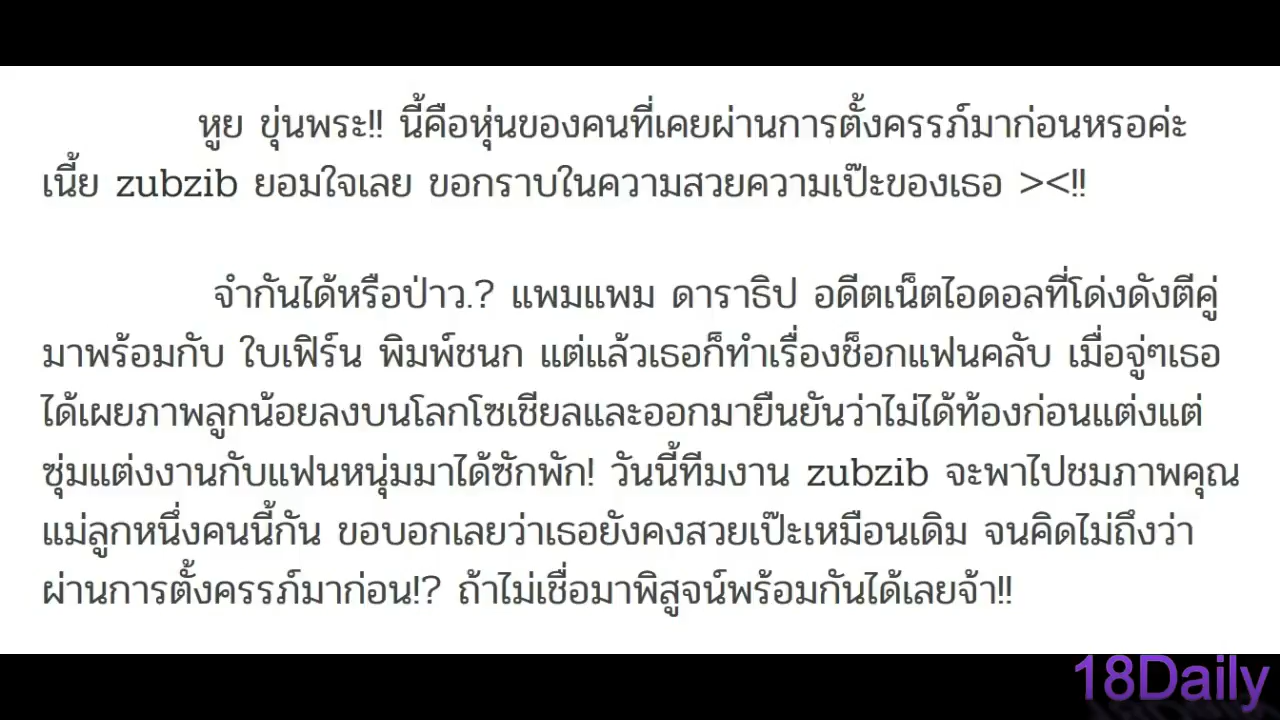 หูย ขุ่นพระ!! นี้คือหุ่นของคนที่เคยผ่านการตั้งครรภ์มาก่อนหรอค่ะ
เนี้ย zubzib ยอมใจเลย ขอกราบในความสวยความเป๊ะของเธอ ><!!
จำกันได้หรือป่าว.? แพมแพม ดาราธิป อดีตเน็ตไอดอลที่โด่งดังตีคู่
มาพร้อมกับ ใบเฟิร์น พิมพ์ชนก แต่แล้วเธอก็ทำเรื่องช็อกแฟนคลับ เมื่อจู่ๆเธอ
ได้เผยภาพลูกน้อยลงบนโลกโซเชียลและออกมายืนยันว่าไม่ได้ท้องก่อนแต่งแต่
ซุ่มแต่งงานกับแฟนหนุ่มมาได้ซักพัก! วันนี้ทีมงาน zubzib จะพาไปชมภาพคุณ
แม่ลูกหนึ่งคนนี้กัน ขอบอกเลยว่าเธอยังคงสวยเป๊ะเหมือนเดิม จนคิดไม่ถึงว่า
ผ่านการตั้งครรภ์มาก่อน!? ถ้าไม่เชื่อมาพิสูจน์พร้อมกันได้เลยจ้า!!
18Daily